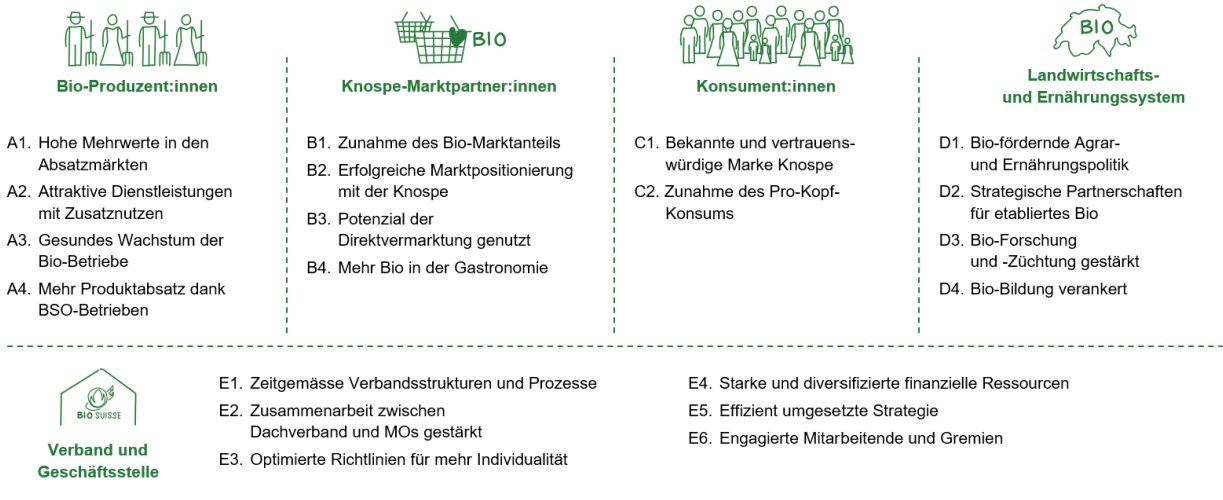 BIO
BIO
Bio-Produzent:innen
Knospe-Marktpartner:innen
Konsument:innen
Landwirtschafts-
und Ernährungssystem
A1. Hohe Mehrwerte in den
Absatzmärkten
A2. Attraktive Dienstleistungen
mit Zusatznutzen
A3. Gesundes Wachstum der
Bio-Betriebe
A4. Mehr Produktabsatz dank
BSO-Betrieben
B1. Zunahme des Bio-Marktanteils
B2. Erfolgreiche Marktpositionierung
mit der Knospe
B3. Potenzial der
Direktvermarktung genutzt
B4. Mehr Bio in der Gastronomie
C1. Bekannte und vertrauens-
würdige Marke Knospe
C2. Zunahme des Pro-Kopf-
Konsums
D1. Bio-fördernde Agrar-
und Ernährungspolitik
D2. Strategische Partnerschaften
für etabliertes Bio
D3. Bio-Forschung
und -Züchtung gestärkt
D4. Bio-Bildung verankert
BIO SUISSE
Verband und
Geschäftsstelle
E1. Zeitgemässe Verbandsstrukturen und Prozesse
E2. Zusammenarbeit zwischen
Dachverband und MOs gestärkt
E3. Optimierte Richtlinien für mehr Individualität
E4. Starke und diversifizierte finanzielle Ressourcen
E5. Effizient umgesetzte Strategie
E6. Engagierte Mitarbeitende und Gremien